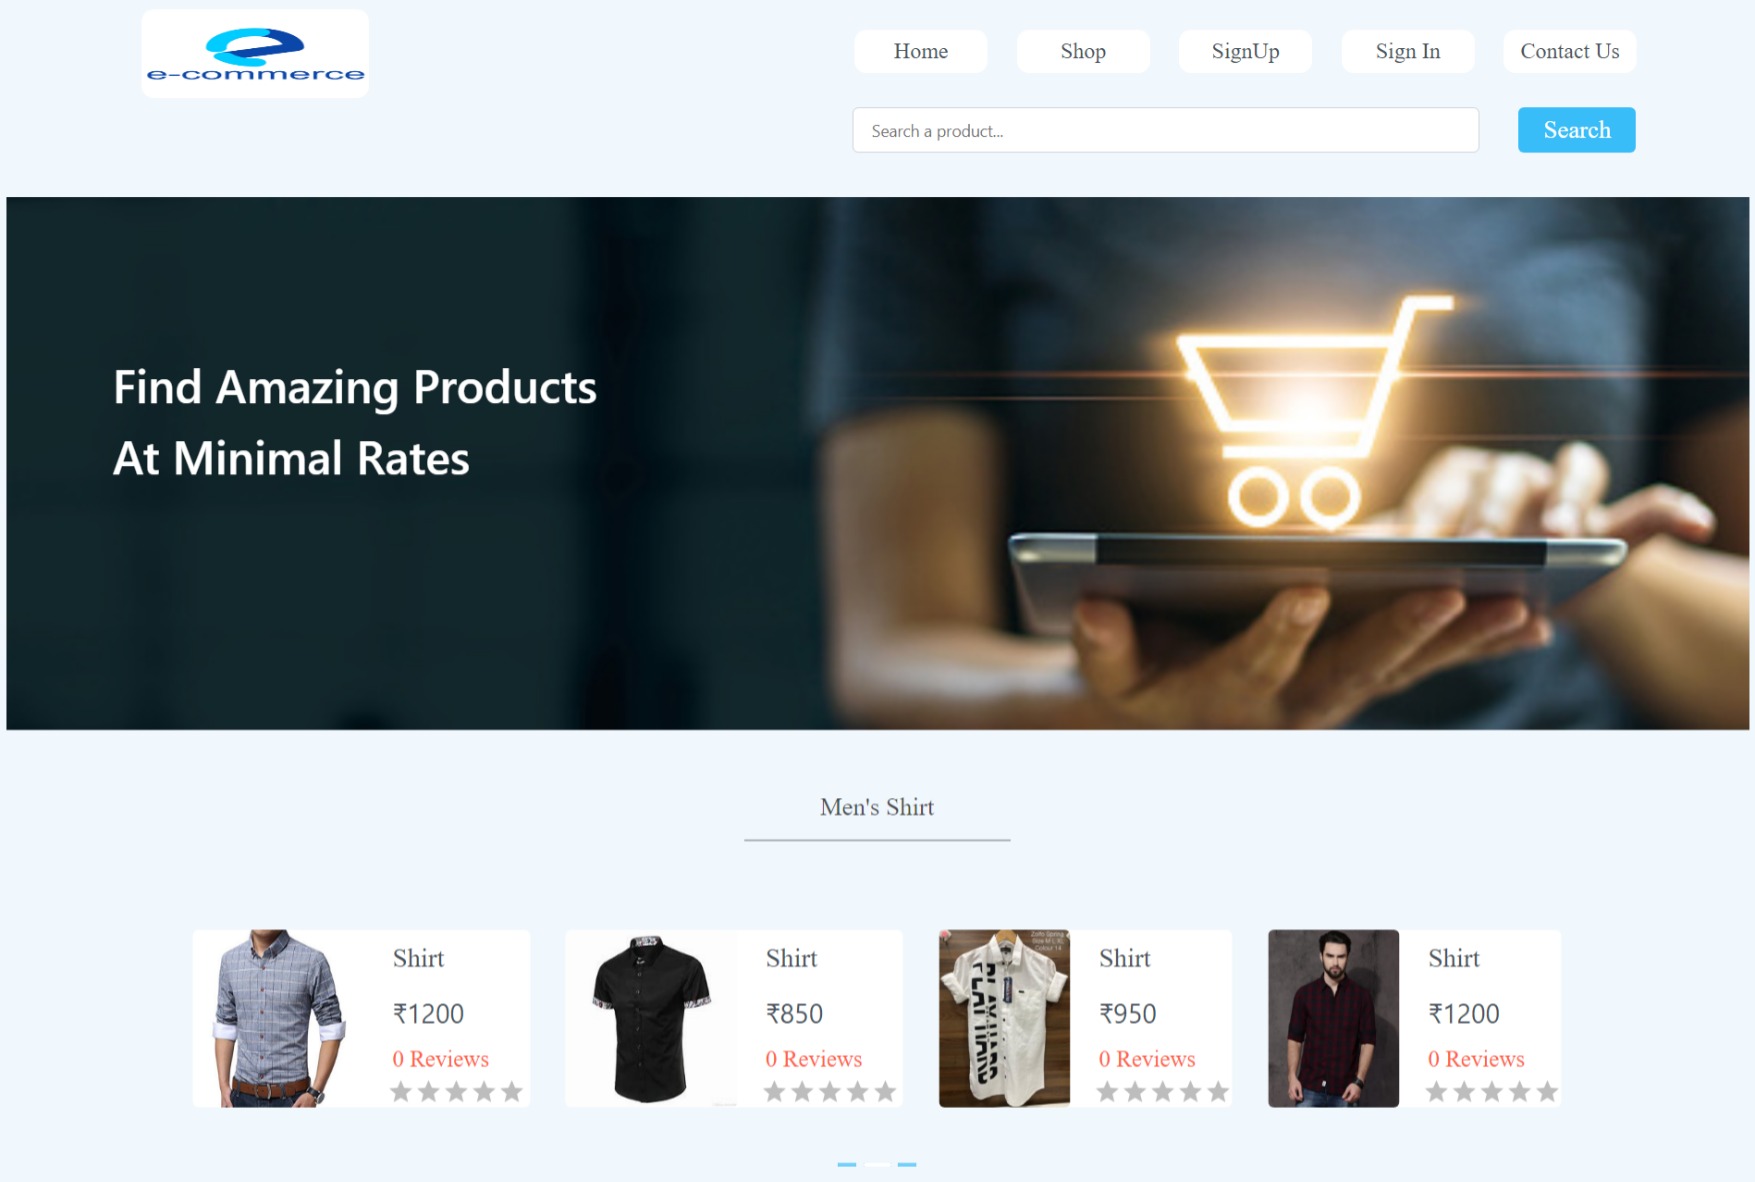 e-commerce
Home
Shop
SignUp
Sign In
Contact Us
Search a product...
Search
Find Amazing Products
At Minimal Rates
Men's Shirt
Shirt
₹1200
0 Reviews
Shirt
₹850
0 Reviews
Shirt
₹950
0 Reviews
Shirt
₹1200
0 Reviews